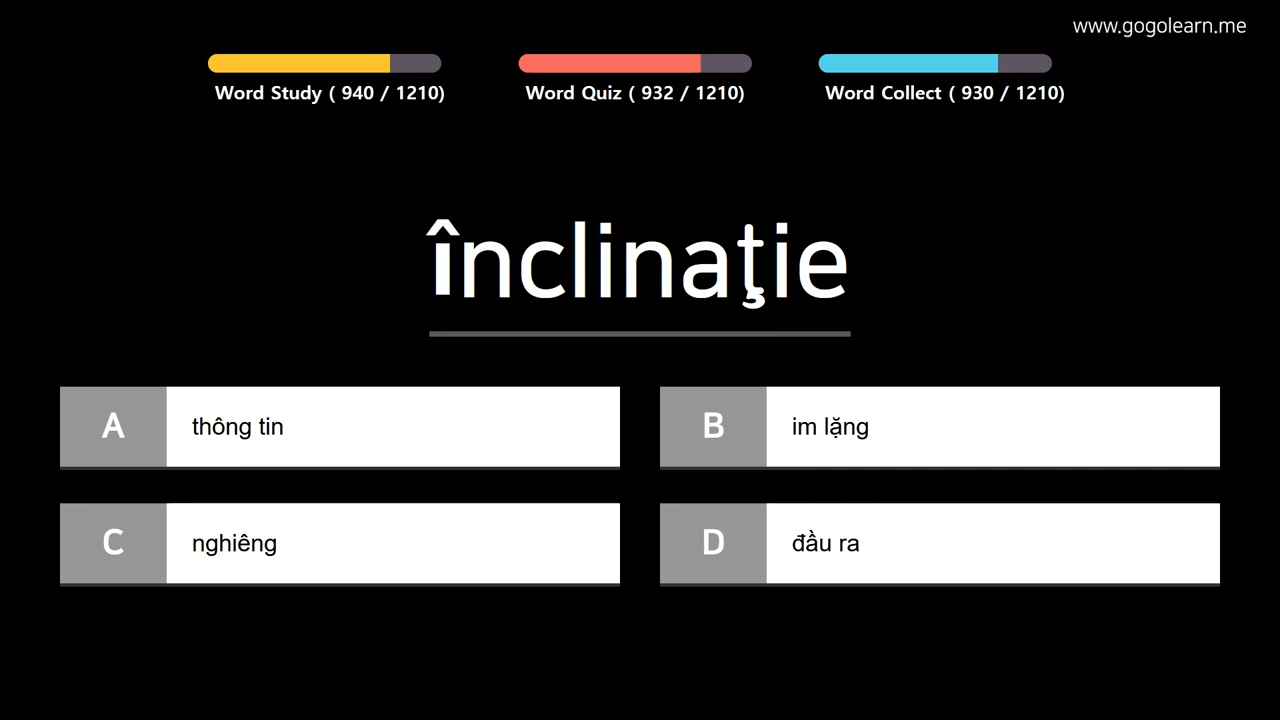 www.gogolearn.me
Word Study ( 940 / 1210)
Word Quiz ( 932 / 1210)
Word Collect ( 930 / 1210)
înclinaţie
A
thông tin
B
im lặng
C
nghiêng
D
đầu ra